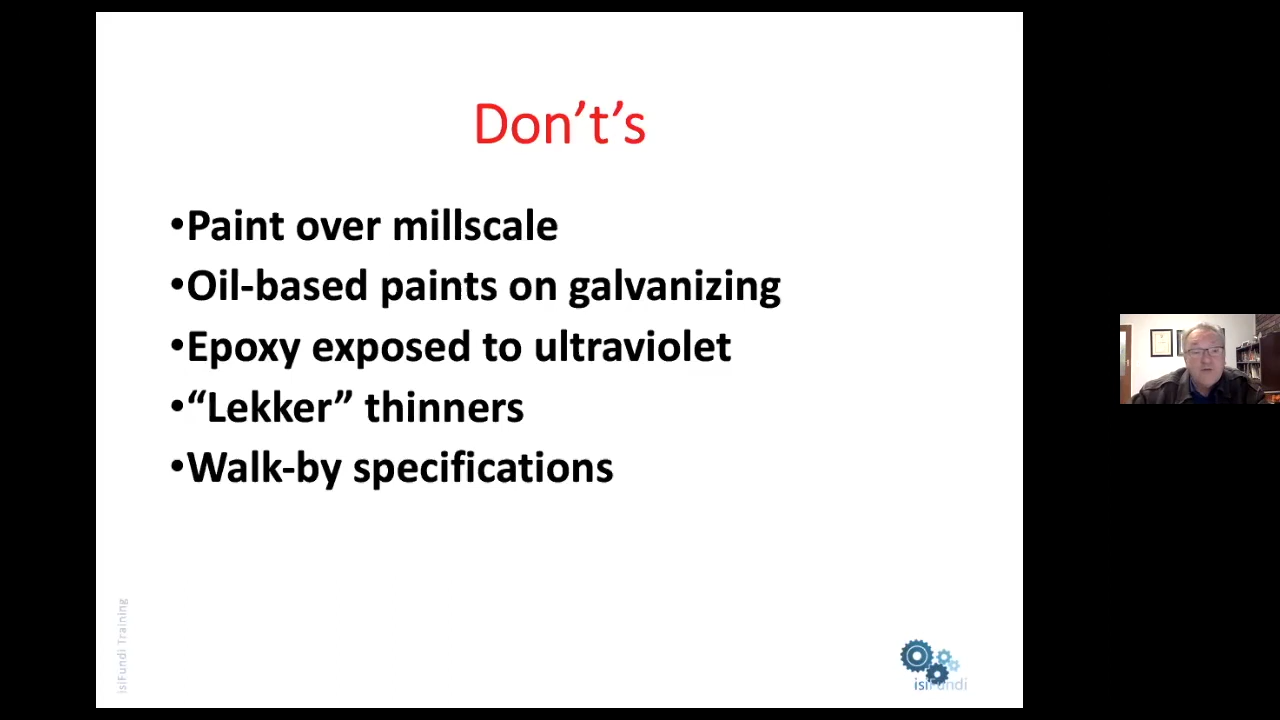 Don’t’s
•Paint over millscale
•Oil-based paints on galvanizing
•Epoxy exposed to ultraviolet
•“Lekker” thinners
•Walk-by specifications
isiFundi Training
isiFundi